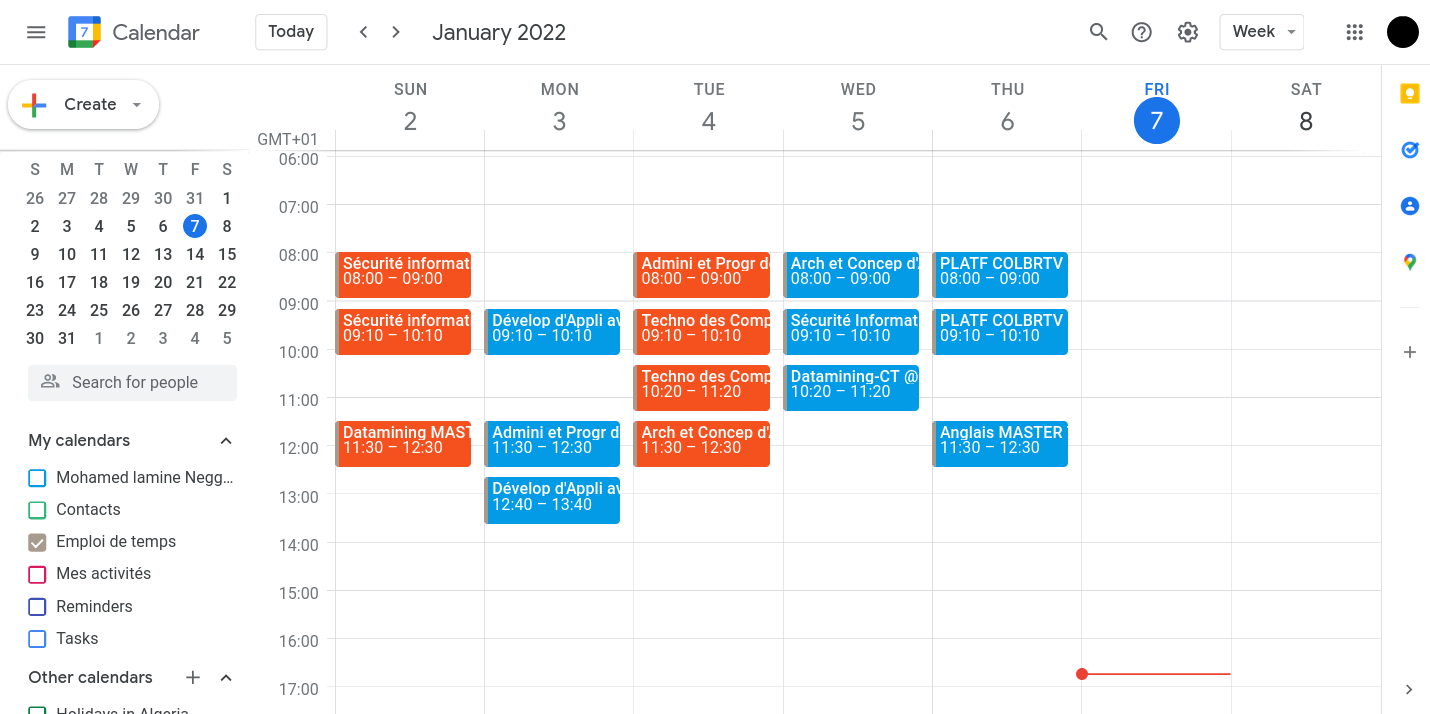 7 Calendar Today January 2022 Week
Create
SUN MON TUE WED THU FRI SAT
2 3 4 5 6 7 8
GMT+01
S M T W T F S
26 27 28 29 30 31 1
2 3 4 5 6 7 8
9 10 11 12 13 14 15
16 17 18 19 20 21 22
23 24 25 26 27 28 29
30 31 1 2 3 4 5
Search for people
My calendars
Mohamed lamine Negg...
Contacts
Emploi de temps
Mes activités
Reminders
Tasks
Other calendars
Holidays in Algeria
06:00
07:00
08:00
09:00
10:00
11:00
12:00
13:00
14:00
15:00
16:00
17:00
Sécurité informat
08:00 – 09:00
Sécurité informat
09:10 – 10:10
Datamining MAST
11:30 – 12:30
Dévelop d'Appli av
09:10 – 10:10
Admini et Progr d
11:30 – 12:30
Dévelop d'Appli av
12:40 – 13:40
Admini et Progr d
08:00 – 09:00
Techno des Comp
09:10 – 10:10
Techno des Comp
10:20 – 11:20
Arch et Concep d'
11:30 – 12:30
Arch et Concep d'
08:00 – 09:00
Sécurité Informat
09:10 – 10:10
Datamining-CT @
10:20 – 11:20
PLATF COLBRTV
08:00 – 09:00
PLATF COLBRTV
09:10 – 10:10
Anglais MASTER
11:30 – 12:30